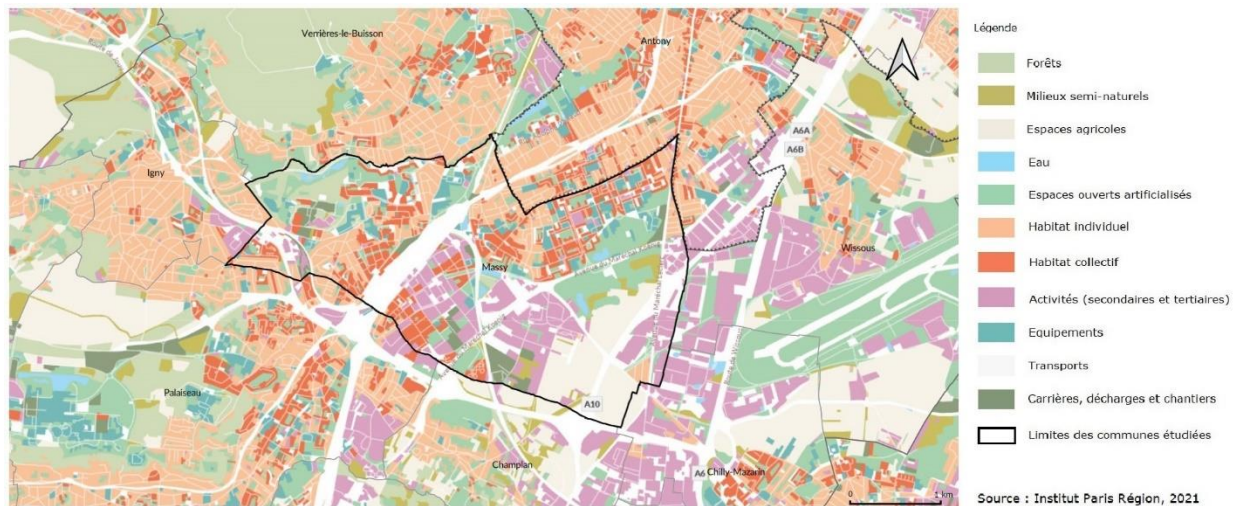 Verrières-le-Buisson
Antony
A6A
A6B
Igny
Wissous
Massy
Palaiseau
A10
Champlan
A6
Chilly-Mazarin
0
1 km
Légende
Forêts
Milieux semi-naturels
Espaces agricoles
Eau
Espaces ouverts artificialisés
Habitat individuel
Habitat collectif
Activités (secondaires et tertiaires)
Equipements
Transports
Carrières, décharges et chantiers
Limites des communes étudiées
Source : Institut Paris Région, 2021